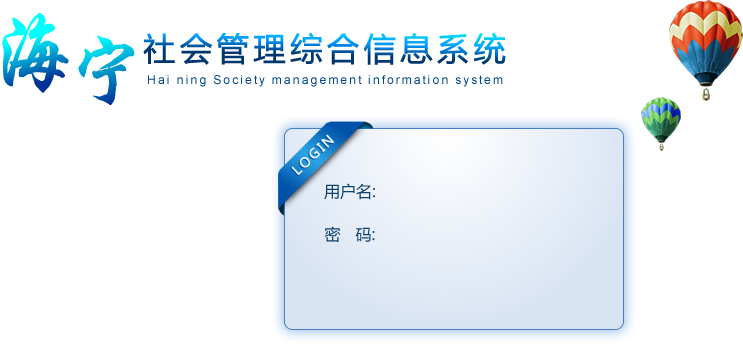 海宁社会管理综合信息系统
Hai ning Society management information system
LOGIN
用户名:
密 码: